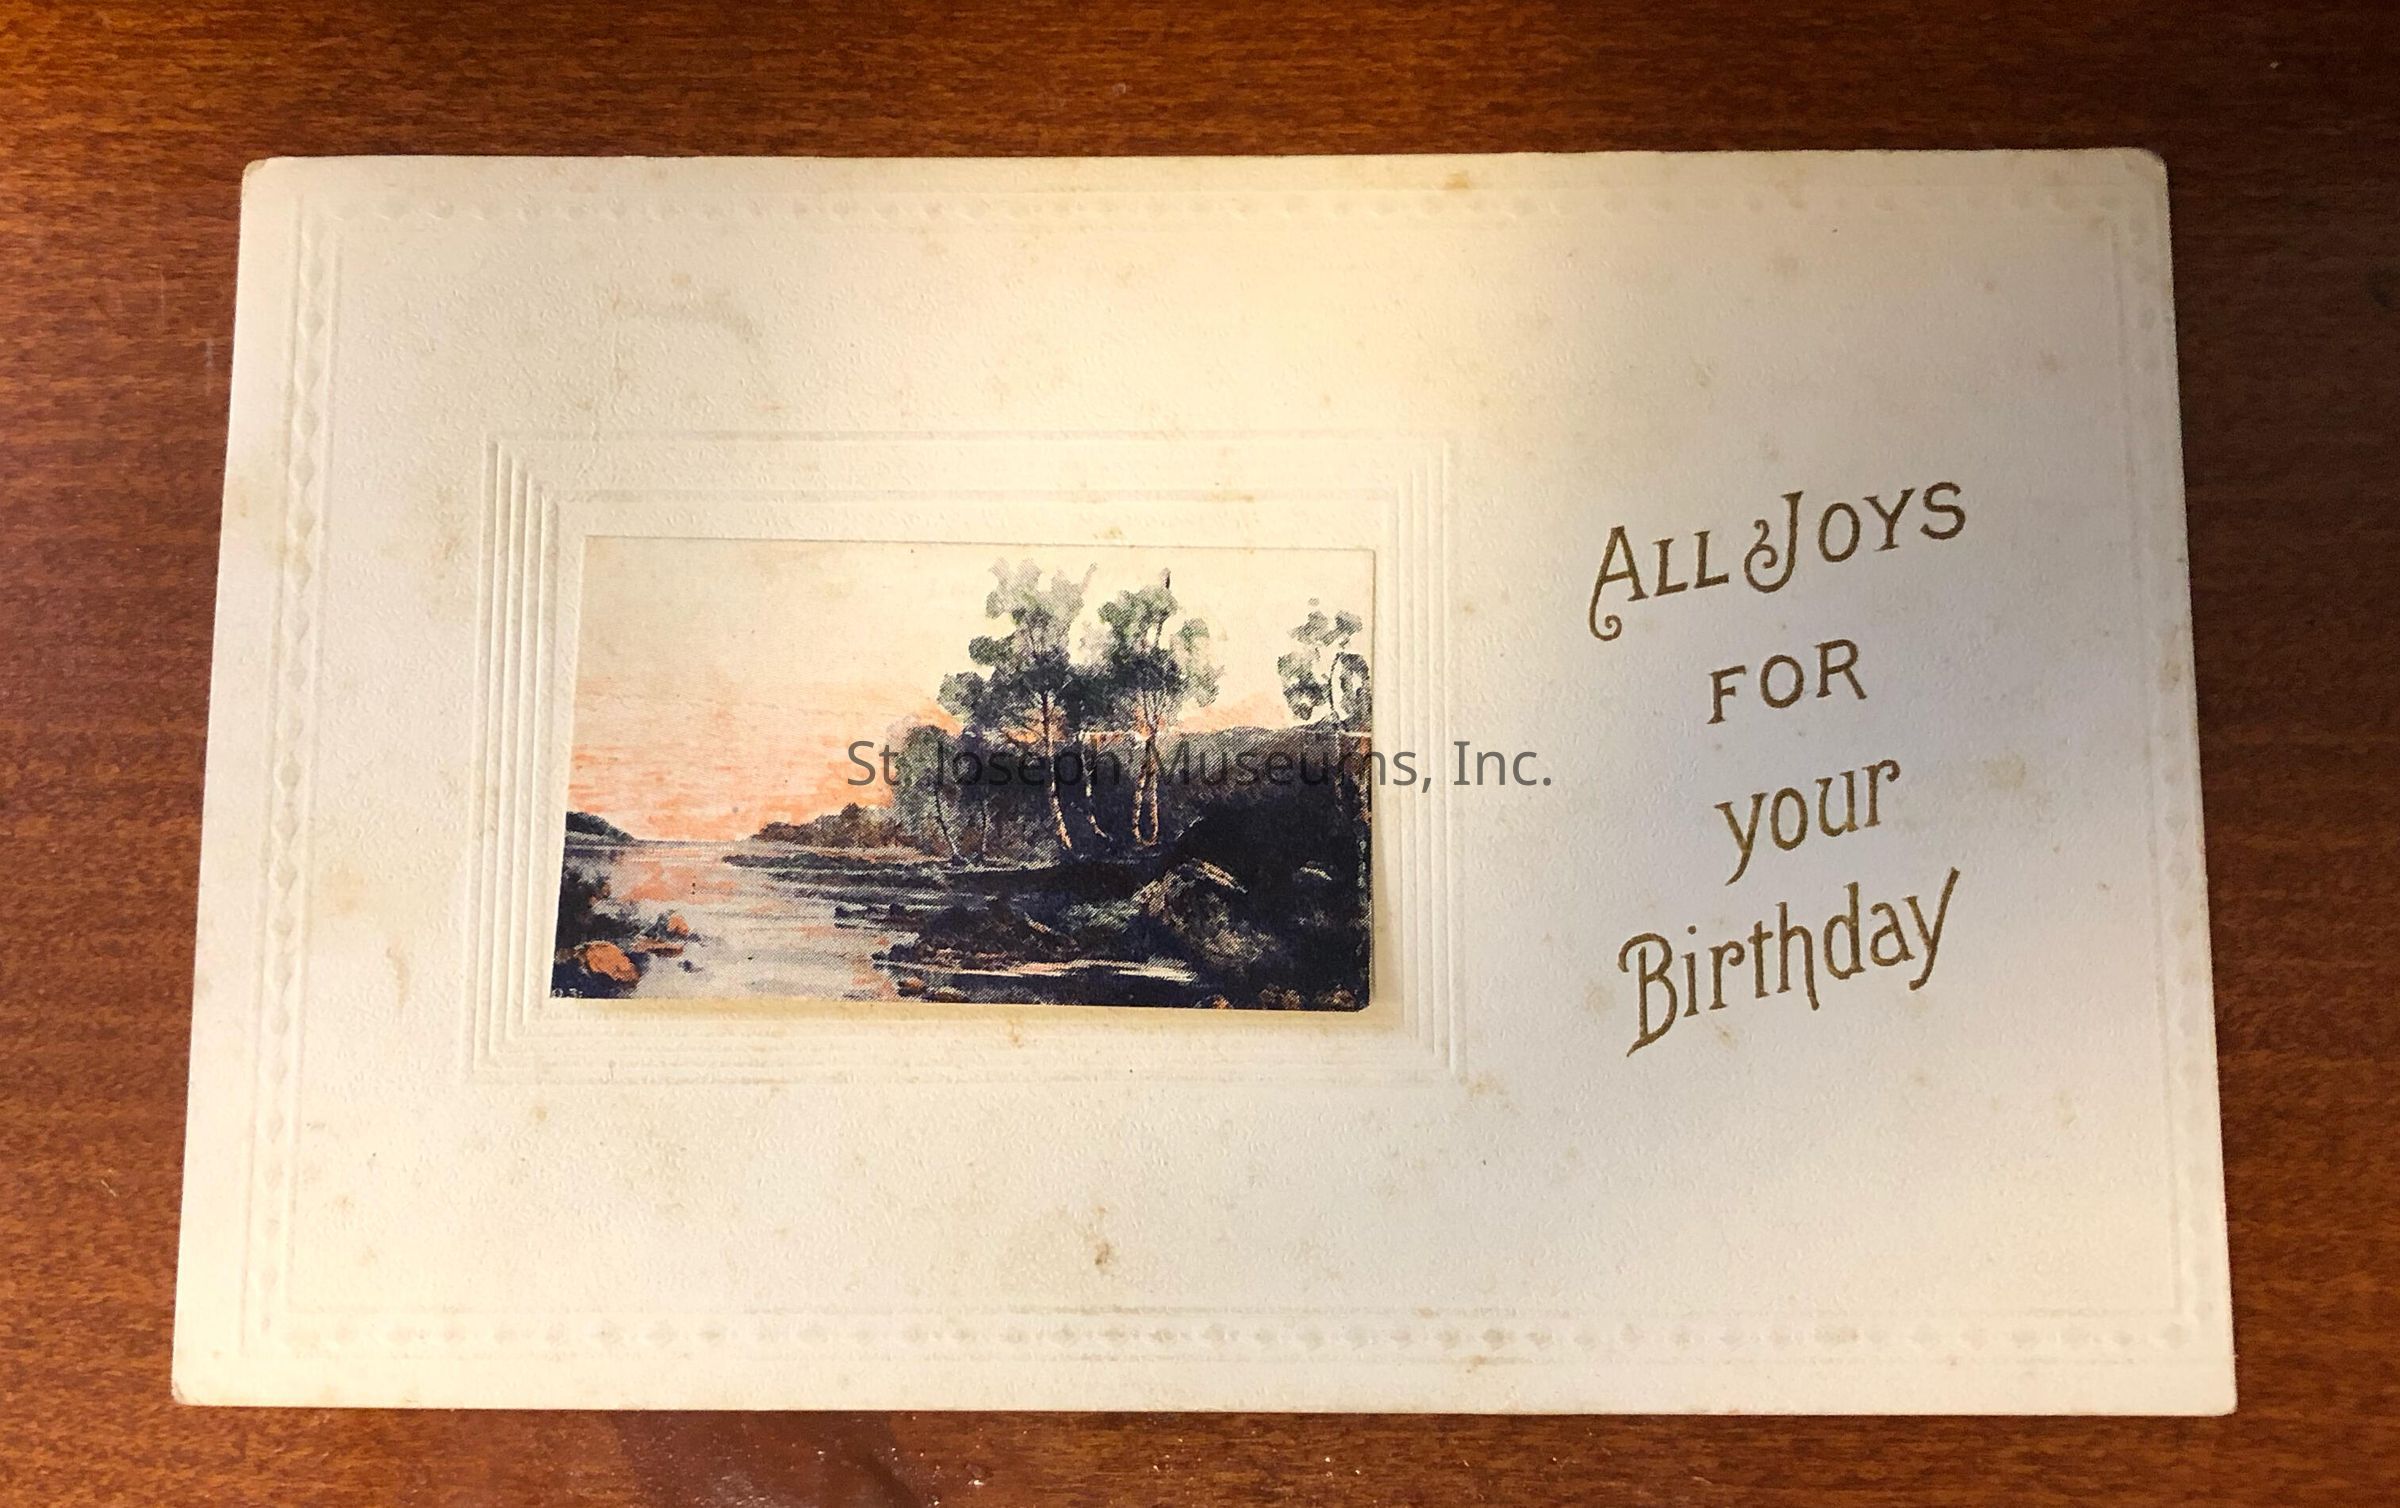 ALL JOYS
FOR
your
Birthday
St. Joseph Museums, Inc.